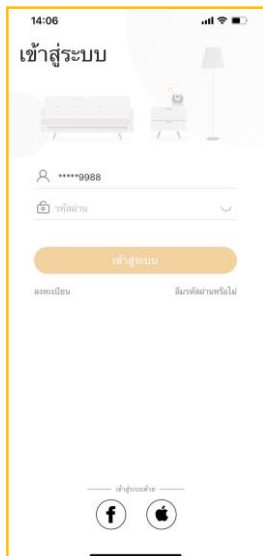 14:06
เข้าสู่ระบบ
*****9988
รหัสผ่าน
เข้าสู่ระบบ
ลงทะเบียน ลืมรหัสผ่านหรือไม่
เข้าสู่ระบบด้วย